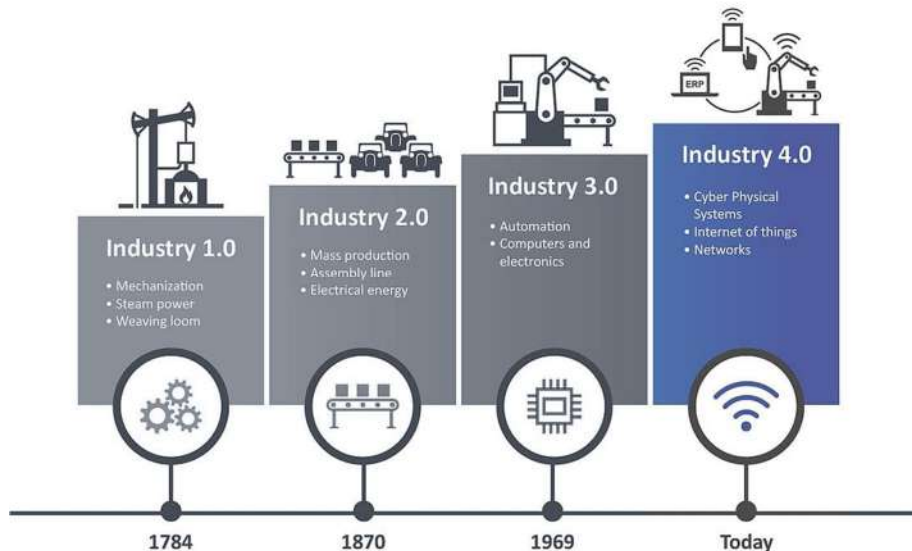 ERP
Industry 1.0
• Mechanization
• Steam power
• Weaving loom
Industry 2.0
• Mass production
• Assembly line
• Electrical energy
Industry 3.0
• Automation
• Computers and
electronics
Industry 4.0
• Cyber Physical
Systems
• Internet of things
• Networks
1784
1870
1969
Today